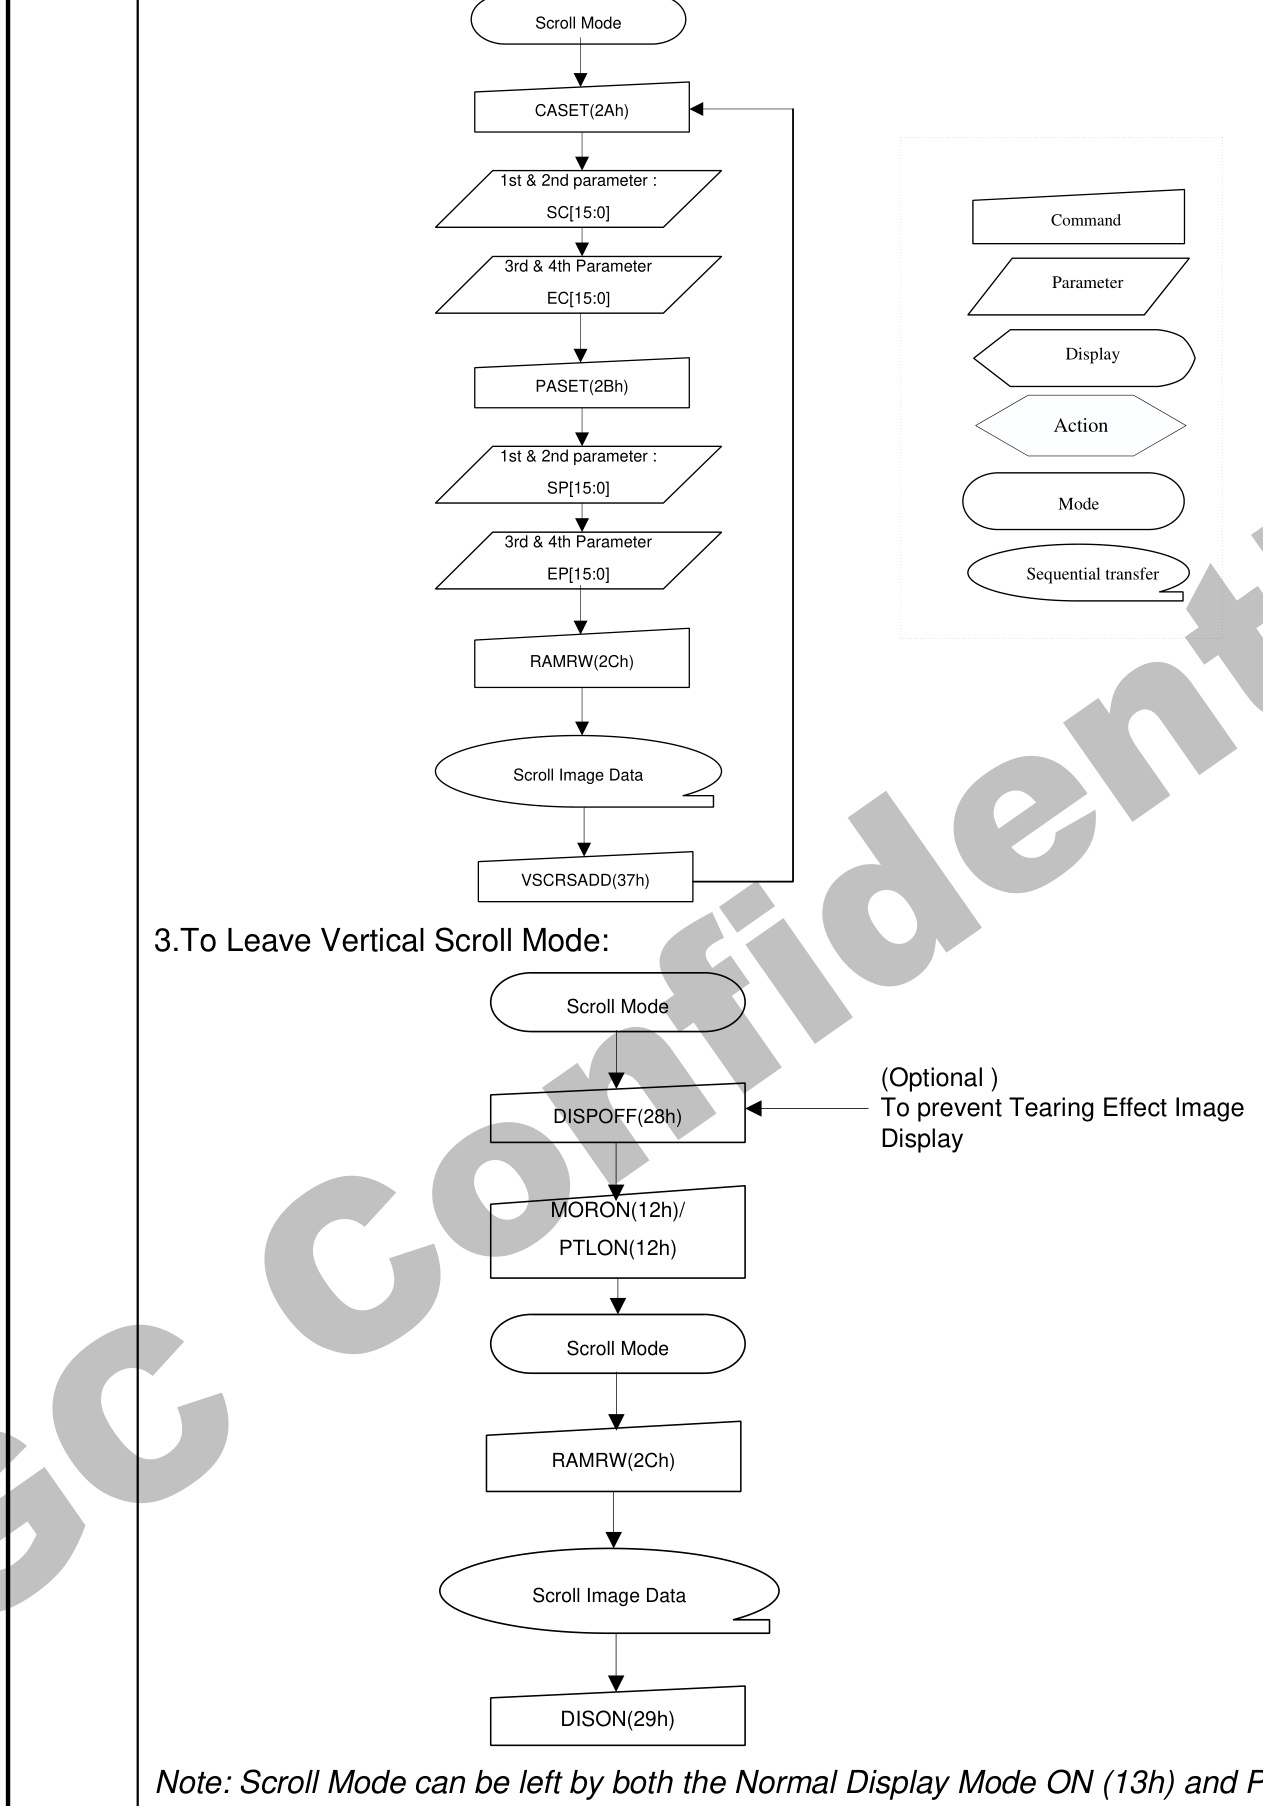 Scroll Mode
CASET(2Ah)
1st & 2nd parameter :
SC[15:0]
3rd & 4th Parameter
EC[15:0]
PASET(2Bh)
1st & 2nd parameter :
SP[15:0]
3rd & 4th Parameter
EP[15:0]
RAMRW(2Ch)
Scroll Image Data
VSCRSADD(37h)
Command
Parameter
Display
Action
Mode
Sequential transfer
3.To Leave Vertical Scroll Mode:
Scroll Mode
DISPOFF(28h)
(Optional )
To prevent Tearing Effect Image
Display
MORON(12h)/
PTLON(12h)
Scroll Mode
RAMRW(2Ch)
Scroll Image Data
DISON(29h)
Note: Scroll Mode can be left by both the Normal Display Mode ON (13h) and P
GC Confident